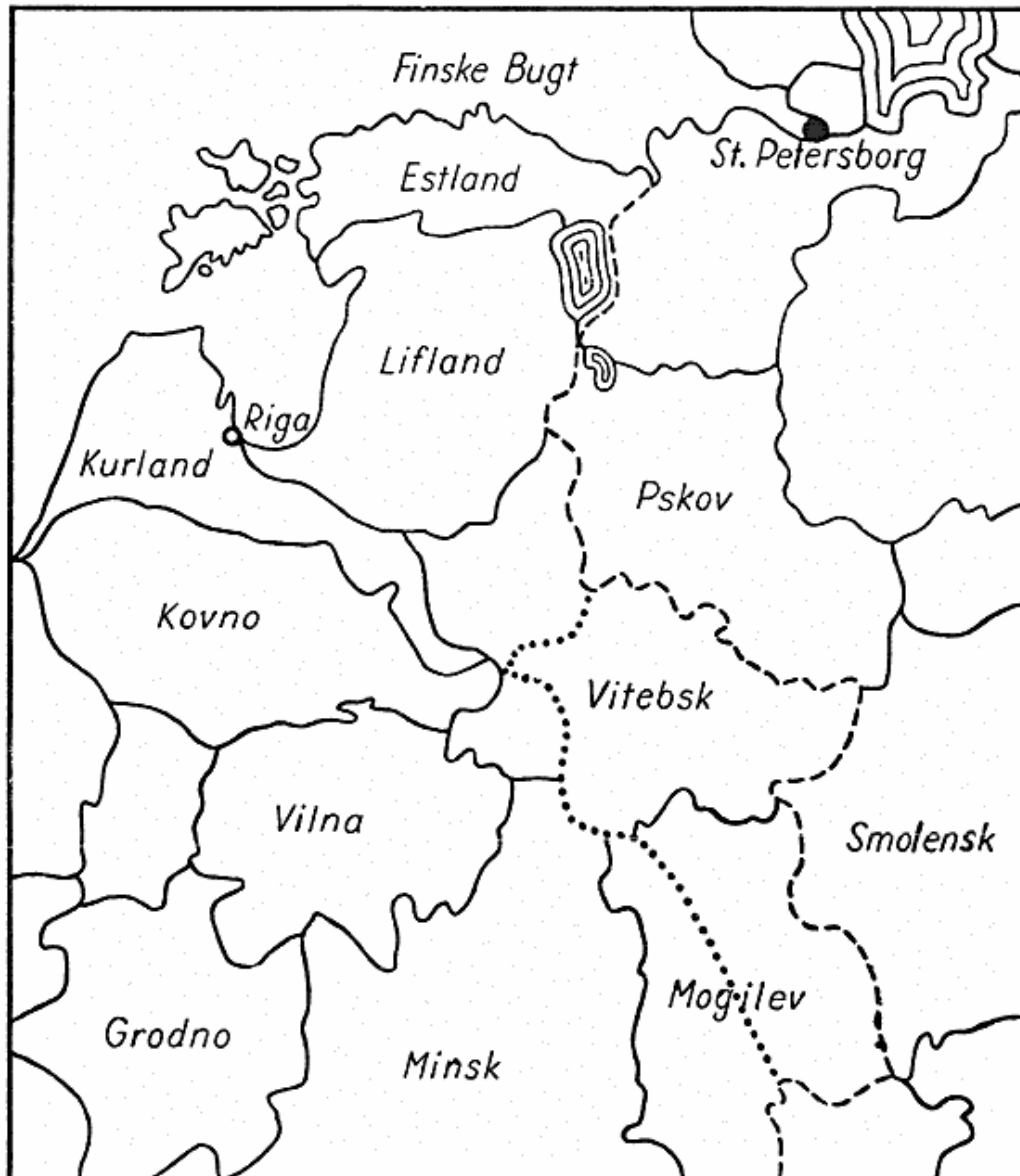 Finske Bugt
St. Petersborg
Estland
Lifland
Riga
Kurland
Pskov
Kovno
Vitebsk
Vilna
Smolensk
Mogilev
Grodno
Minsk